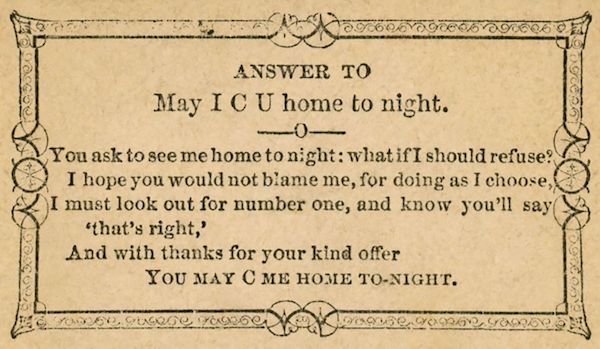 ANSWER TO
May I C U home to night.
—O—
You ask to see me home to night: what if I should refuse?
I hope you would not blame me, for doing as I choose,
I must look out for number one, and know you'll say
'that's right,'
And with thanks for your kind offer
YOU MAY C ME HOME TO-NIGHT.